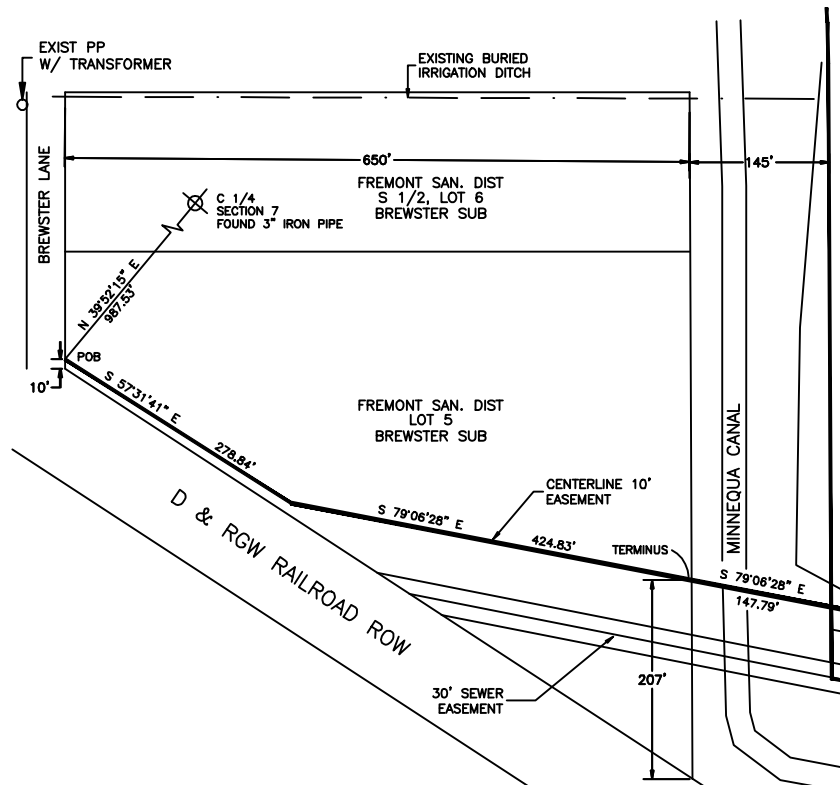 EXIST PP
W/ TRANSFORMER
EXISTING BURIED
IRRIGATION DITCH
BREWSTER LANE
650'
145'
FREMONT SAN. DIST
S 1/2, LOT 6
BREWSTER SUB
C 1/4
SECTION 7
FOUND 3" IRON PIPE
N 39°52'15" E
987.53'
POB
10'
S 57°31'41" E
278.84'
FREMONT SAN. DIST
LOT 5
BREWSTER SUB
CENTERLINE 10'
EASEMENT
MINNEQUA CANAL
D & RGW RAILROAD ROW
S 79°06'28" E
424.83'
TERMINUS
S 79°06'28" E
147.79'
207'
30' SEWER
EASEMENT